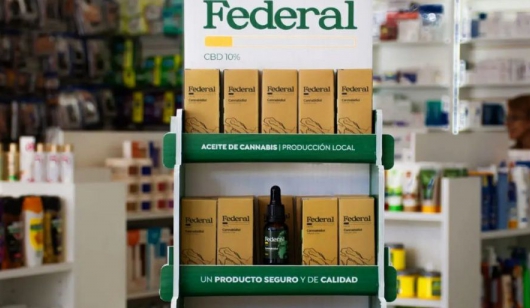 Federal
CBD 10%
Federal Federal Federal Federal Federal
ACEITE DE CANNABIS | PRODUCCIÓN LOCAL
Federal Federal Federal Federal
UN PRODUCTO SEGURO Y DE CALIDAD